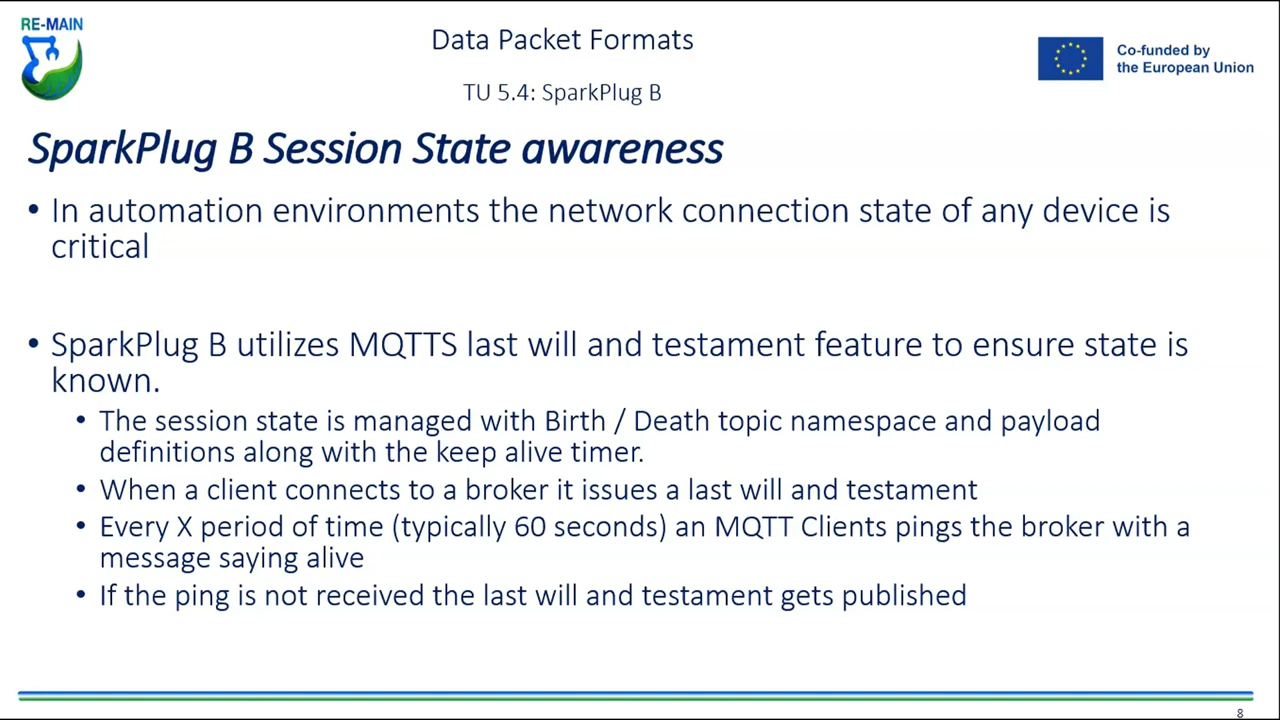 RE-MAIN
Data Packet Formats
Co-funded by
the European Union
TU 5.4: SparkPlug B
SparkPlug B Session State awareness
• In automation environments the network connection state of any device is
critical
• SparkPlug B utilizes MQTTS last will and testament feature to ensure state is
known.
• The session state is managed with Birth / Death topic namespace and payload
definitions along with the keep alive timer.
• When a client connects to a broker it issues a last will and testament
• Every X period of time (typically 60 seconds) an MQTT Clients pings the broker with a
message saying alive
• If the ping is not received the last will and testament gets published
8